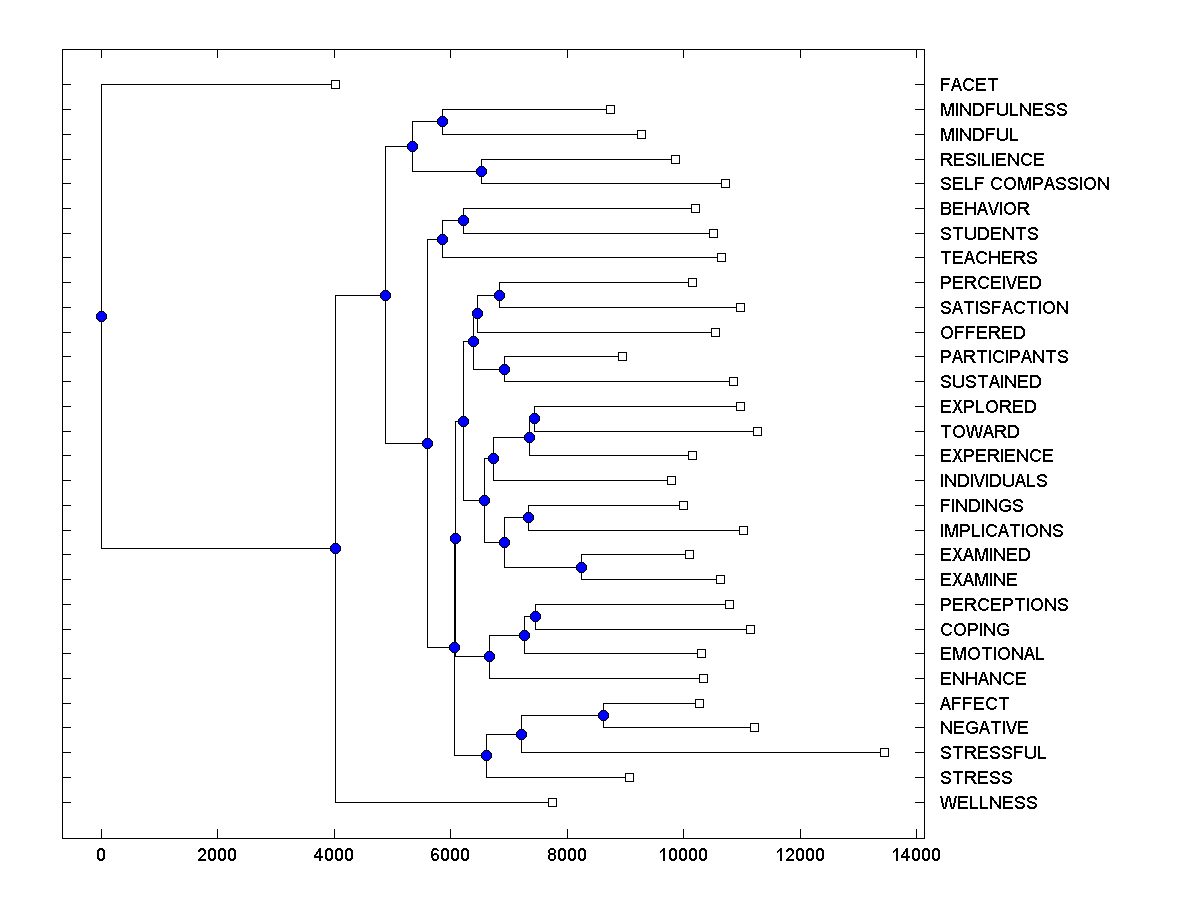 FACET
MINDFULNESS
MINDFUL
RESILIENCE
SELF COMPASSION
BEHAVIOR
STUDENTS
TEACHERS
PERCEIVED
SATISFACTION
OFFERED
PARTICIPANTS
SUSTAINED
EXPLORED
TOWARD
EXPERIENCE
INDIVIDUALS
FINDINGS
IMPLICATIONS
EXAMINED
EXAMINE
PERCEPTIONS
COPING
EMOTIONAL
ENHANCE
AFFECT
NEGATIVE
STRESSFUL
STRESS
WELLNESS
0 2000 4000 6000 8000 10000 12000 14000